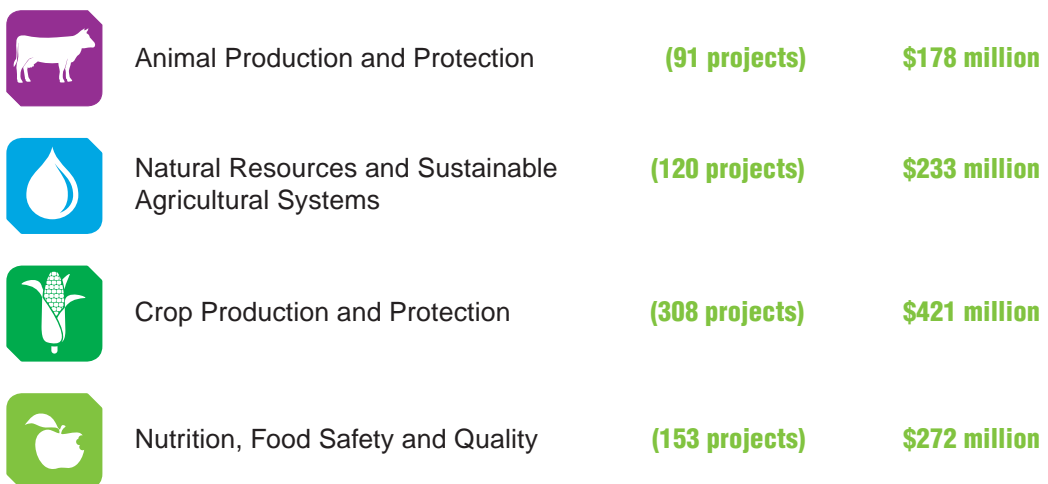 Animal Production and Protection (91 projects) $178 million
Natural Resources and Sustainable (120 projects) $233 million
Agricultural Systems
Crop Production and Protection (308 projects) $421 million
Nutrition, Food Safety and Quality (153 projects) $272 million